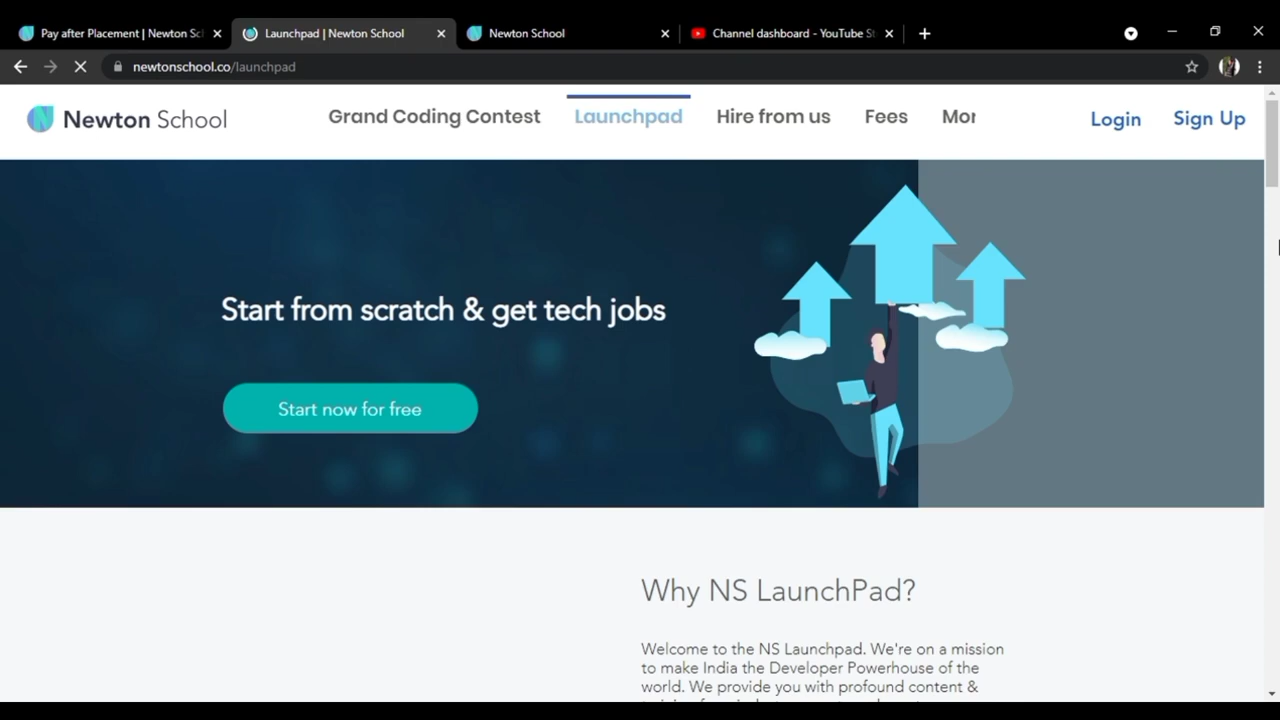 Pay after Placement | Newton Sc
Launchpad | Newton School
Newton School
Channel dashboard - YouTube St
newtonschool.co/launchpad
Newton School
Grand Coding Contest
Launchpad
Hire from us
Fees
Mor
Login
Sign Up
Start from scratch & get tech jobs
Start now for free
Why NS LaunchPad?
Welcome to the NS Launchpad. We're on a mission
to make India the Developer Powerhouse of the
world. We provide you with profound content &